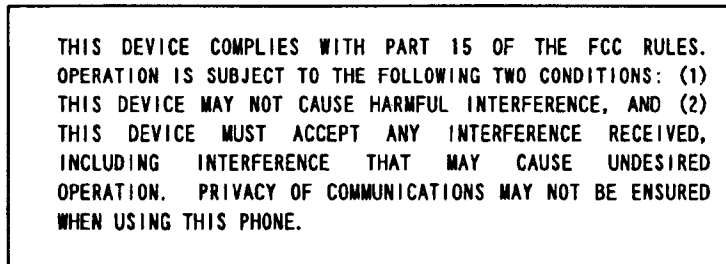 THIS DEVICE COMPLIES WITH PART 15 OF THE FCC RULES.
OPERATION IS SUBJECT TO THE FOLLOWING TWO CONDITIONS: (1)
THIS DEVICE MAY NOT CAUSE HARMFUL INTERFERENCE, AND (2)
THIS DEVICE MUST ACCEPT ANY INTERFERENCE RECEIVED,
INCLUDING INTERFERENCE THAT MAY CAUSE UNDESIRED
OPERATION. PRIVACY OF COMMUNICATIONS MAY NOT BE ENSURED
WHEN USING THIS PHONE.